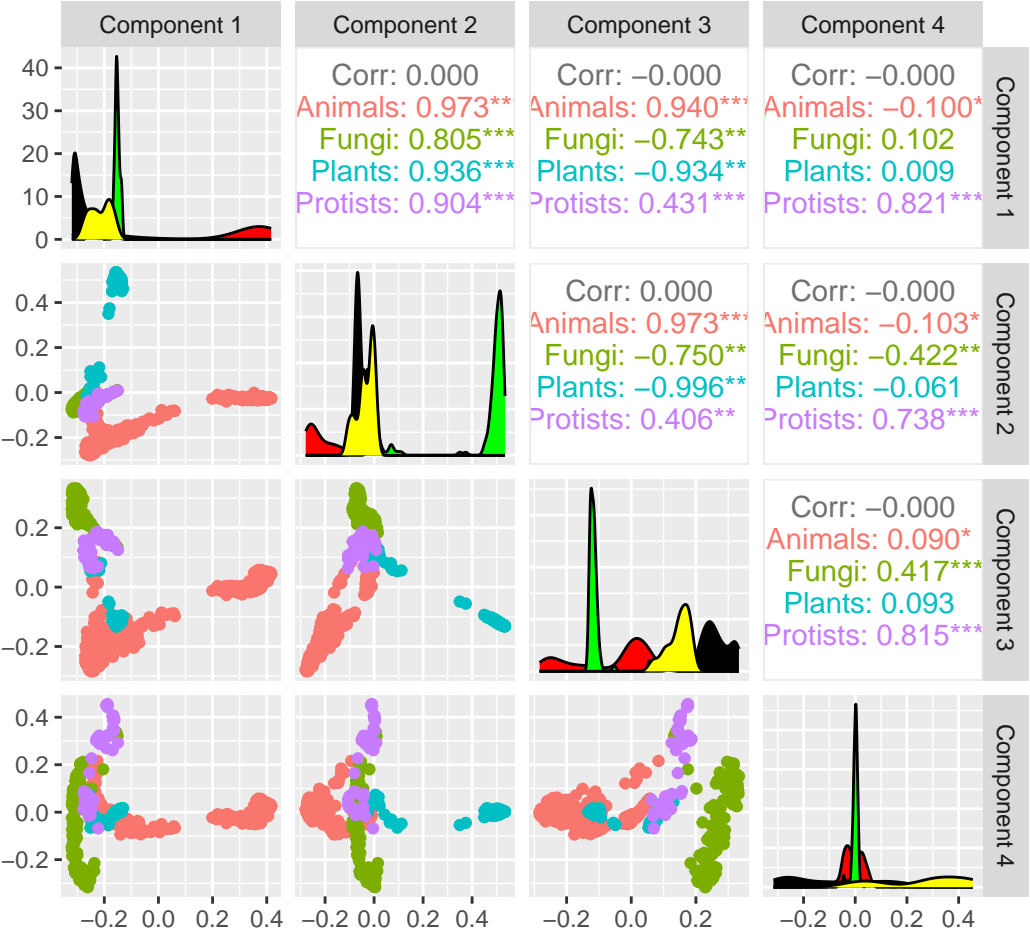 Component 1
Component 2
Component 3
Component 4
40
30
20
10
0
Corr: 0.000
Animals: 0.973**
Fungi: 0.805***
Plants: 0.936***
Protists: 0.904***
Corr: −0.000
Animals: 0.940***
Fungi: −0.743**
Plants: −0.934**
Protists: 0.431***
Corr: −0.000
Animals: −0.100*
Fungi: 0.102
Plants: 0.009
Protists: 0.821***
Component 1
0.4
0.2
0.0
−0.2
Corr: 0.000
Animals: 0.973***
Fungi: −0.750**
Plants: −0.996**
Protists: 0.406**
Corr: −0.000
Animals: −0.103*
Fungi: −0.422**
Plants: −0.061
Protists: 0.738***
Component 2
0.2
0.0
−0.2
Corr: −0.000
Animals: 0.090*
Fungi: 0.417***
Plants: 0.093
Protists: 0.815***
Component 3
0.4
0.2
0.0
−0.2
Component 4
−0.2 0.0 0.2 0.4
−0.2 0.0 0.2 0.4
−0.2 0.0 0.2
−0.2 0.0 0.2 0.4